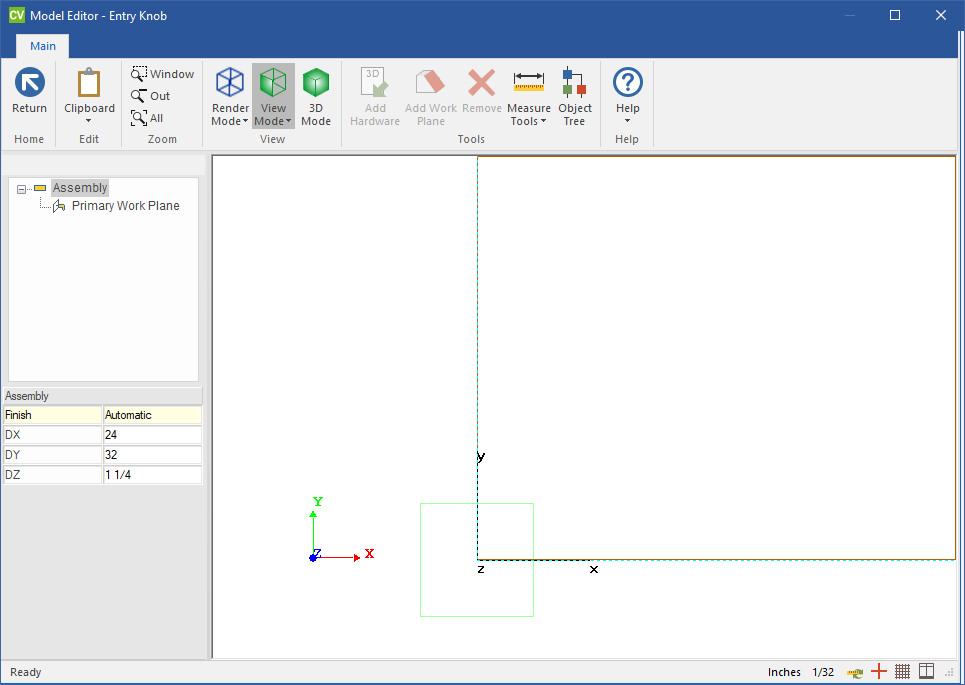 CV Model Editor - Entry Knob
Main
Return
Clipboard
Window
Out
All
Render Mode
View Mode
3D Mode
3D
Add Hardware
Add Work Plane
Remove
Measure Tools
Object Tree
?
Help
Home
Edit
Zoom
View
Tools
Help
Assembly
Primary Work Plane
Assembly
Finish Automatic
DX 24
DY 32
DZ 1 1/4
y
Y
Z X
z x
Ready Inches 1/32